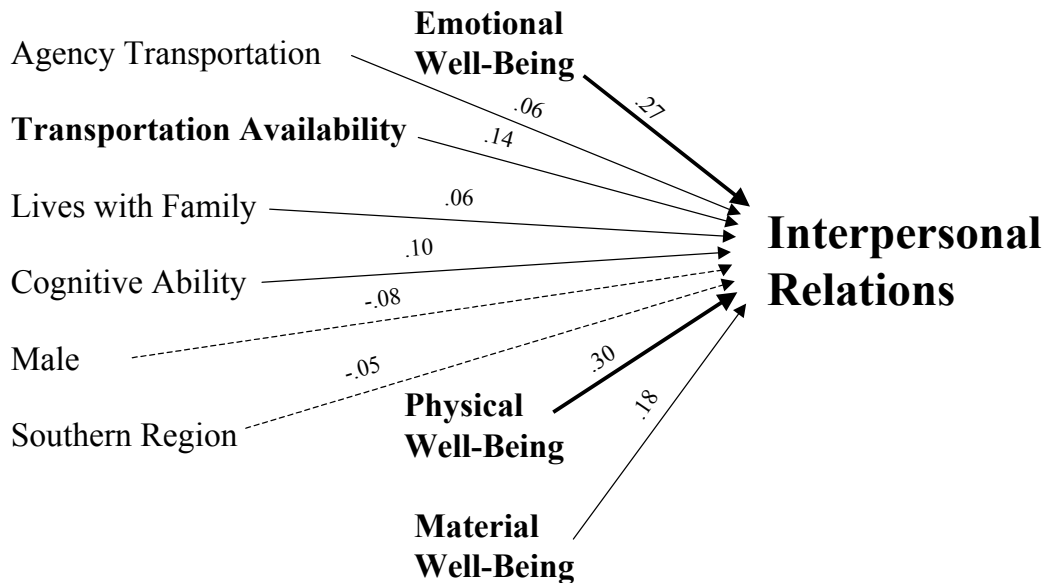 Emotional
Well-Being
Agency Transportation
.06
.27
Transportation Availability
.14
Lives with Family
.06
Interpersonal
Relations
Cognitive Ability
.10
-.08
Male
-.05
.30
Physical
Well-Being
.18
Southern Region
Material
Well-Being